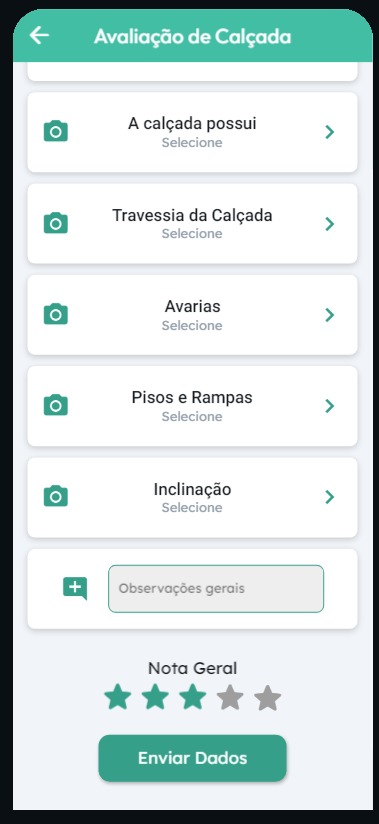 Avaliação de Calçada
A calçada possui
Selecione
Travessia da Calçada
Selecione
Avarias
Selecione
Pisos e Rampas
Selecione
Inclinação
Selecione
Observações gerais
Nota Geral
Enviar Dados